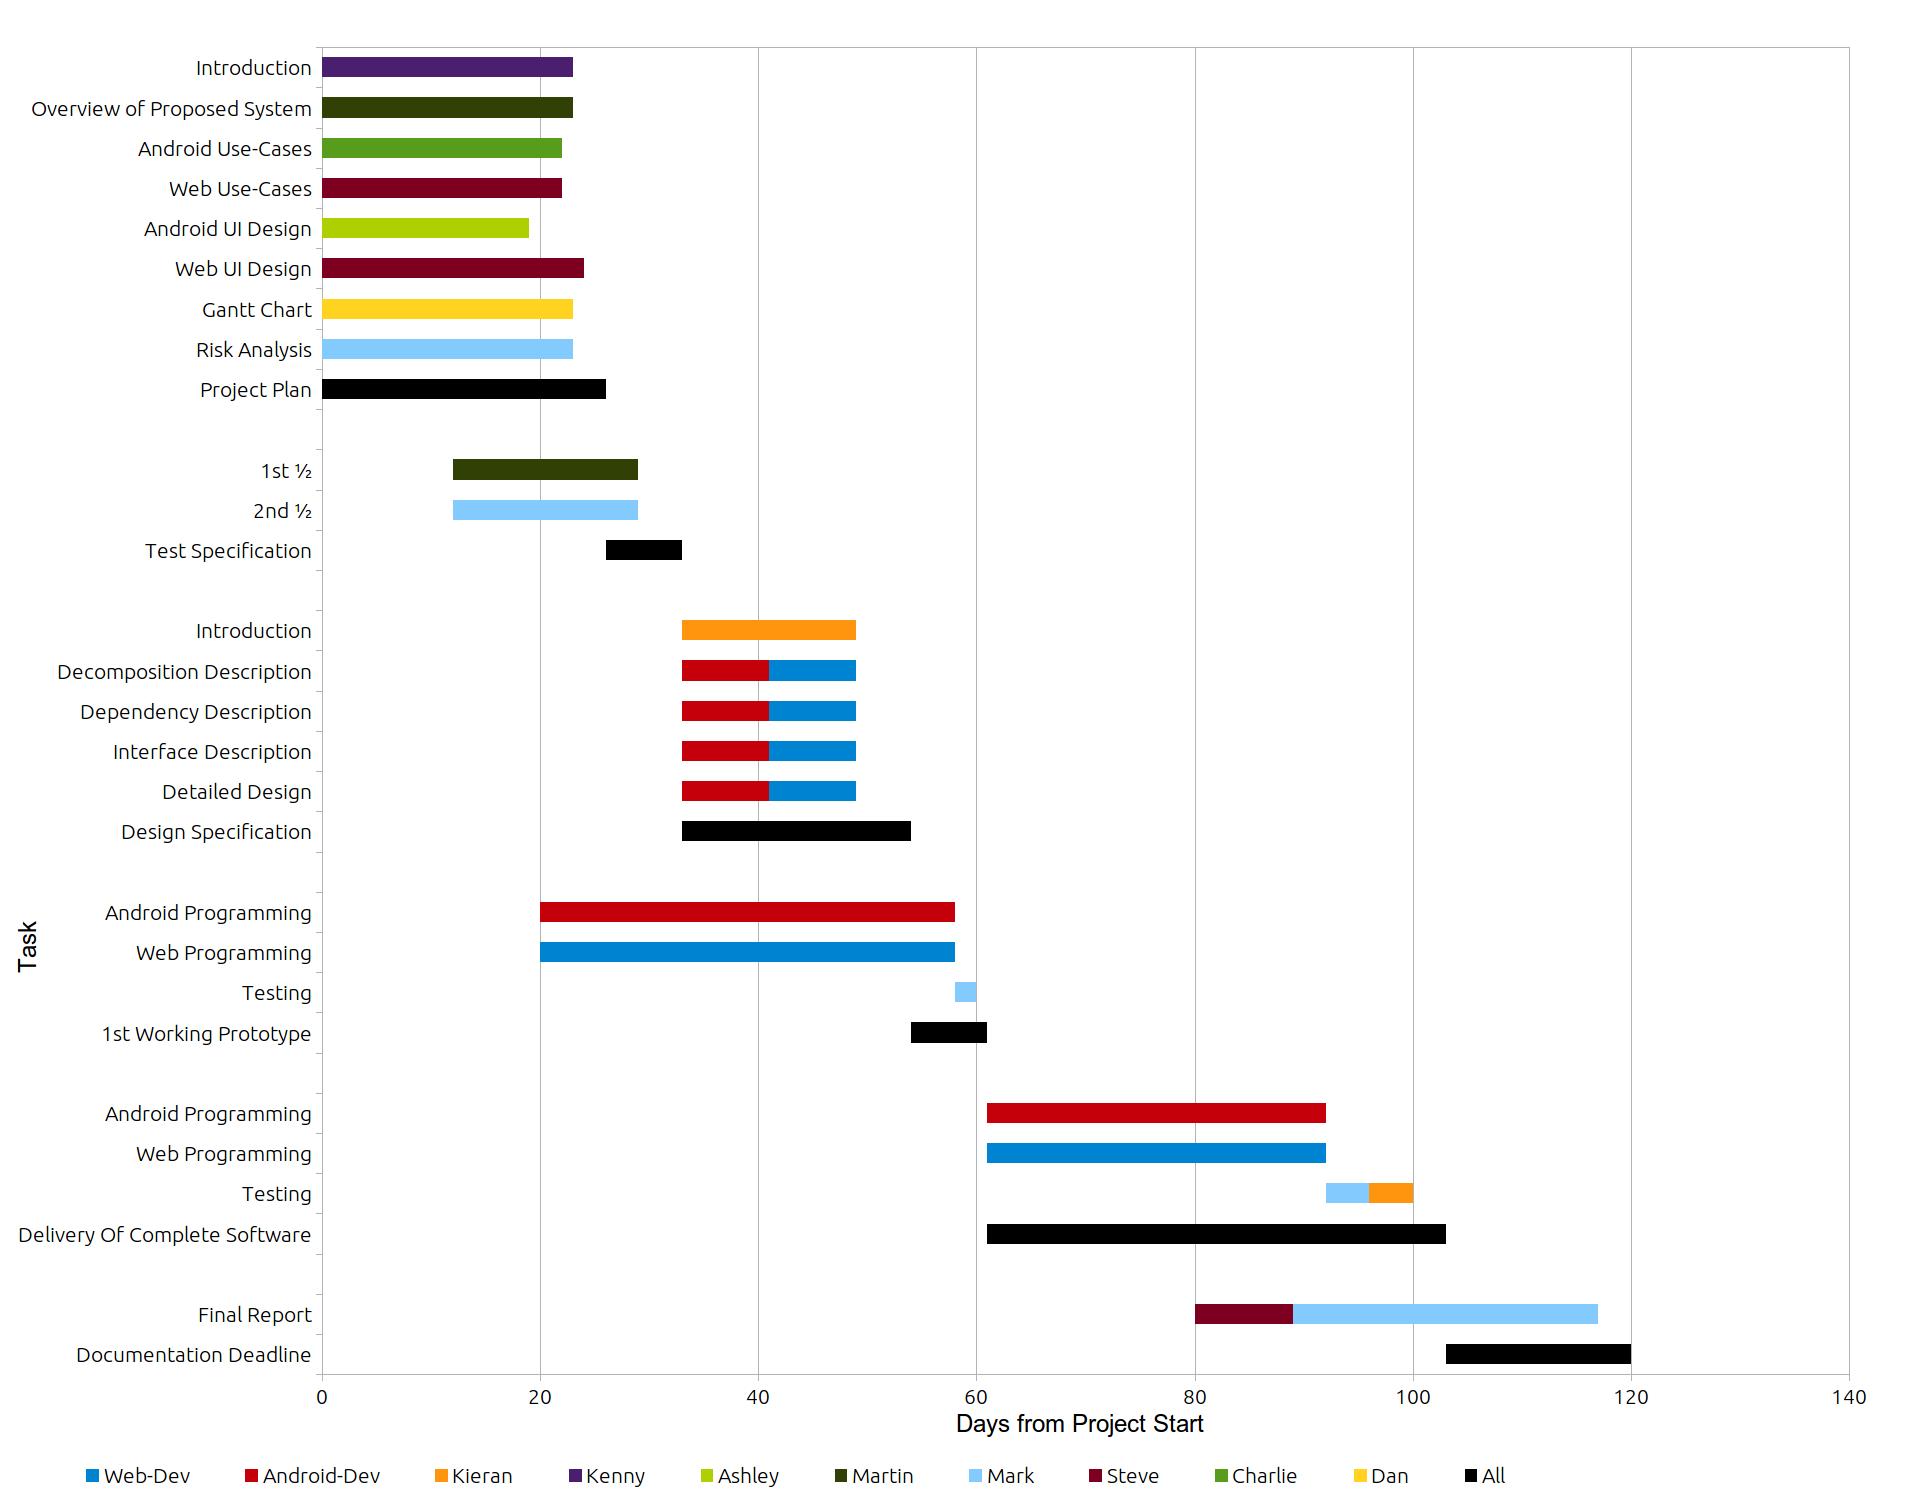 Introduction
Overview of Proposed System
Android Use-Cases
Web Use-Cases
Android UI Design
Web UI Design
Gantt Chart
Risk Analysis
Project Plan
1st ½
2nd ½
Test Specification
Introduction
Decomposition Description
Dependency Description
Interface Description
Detailed Design
Design Specification
Android Programming
Web Programming
Testing
1st Working Prototype
Android Programming
Web Programming
Testing
Delivery Of Complete Software
Final Report
Documentation Deadline
Task
0 20 40 60 80 100 120 140
Days from Project Start
Web-Dev Android-Dev Kieran Kenny Ashley Martin Mark Steve Charlie Dan All